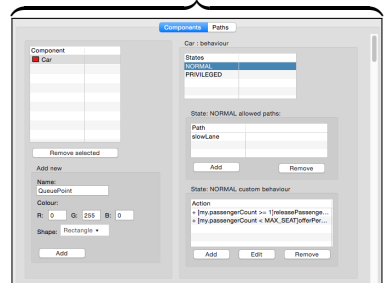 Components Paths
Component
Car
Remove selected
Add new
Name:
QueuePoint
Colour:
R: 0 G: 255 B: 0
Shape: Rectangle
Add
Car : behaviour
States
NORMAL
PRIVILEGED
State: NORMAL allowed paths:
Path
slowLane
Add Remove
State: NORMAL custom behaviour
Action
+ [my.passengerCount >= 1]releasePassenge...
+ [my.passengerCount < MAX_SEAT]offerPer...
Add Edit Remove